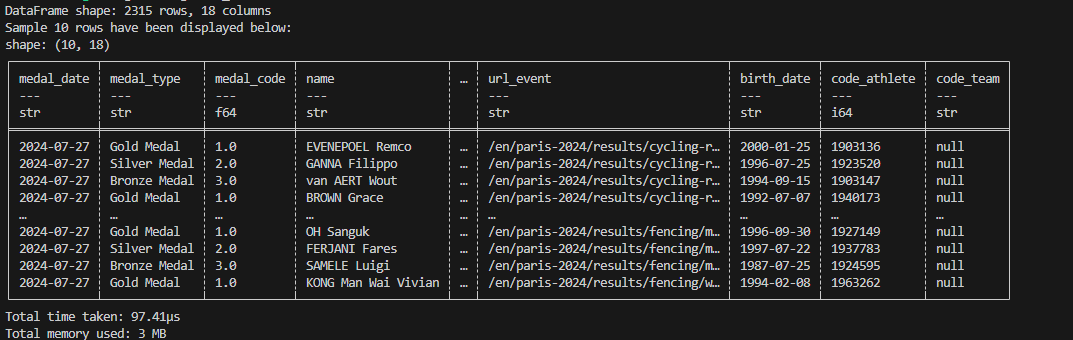 DataFrame shape: 2315 rows, 18 columns
Sample 10 rows have been displayed below:
shape: (10, 18)
medal_date medal_type medal_code name … url_event birth_date code_athlete code_team
--- --- --- --- --- --- --- ---
str str f64 str str str i64 str
2024-07-27 Gold Medal 1.0 EVENEPOEL Remco … /en/paris-2024/results/cycling-r… 2000-01-25 1903136 null
2024-07-27 Silver Medal 2.0 GANNA Filippo … /en/paris-2024/results/cycling-r… 1996-07-25 1923520 null
2024-07-27 Bronze Medal 3.0 van AERT Wout … /en/paris-2024/results/cycling-r… 1994-09-15 1903147 null
2024-07-27 Gold Medal 1.0 BROWN Grace … /en/paris-2024/results/cycling-r… 1992-07-07 1940173 null
… … … … … … … … …
2024-07-27 Gold Medal 1.0 OH Sanguk … /en/paris-2024/results/fencing/m… 1996-09-30 1927149 null
2024-07-27 Silver Medal 2.0 FERJANI Fares … /en/paris-2024/results/fencing/m… 1997-07-22 1937783 null
2024-07-27 Bronze Medal 3.0 SAMELE Luigi … /en/paris-2024/results/fencing/m… 1987-07-25 1924595 null
2024-07-27 Gold Medal 1.0 KONG Man Wai Vivian … /en/paris-2024/results/fencing/w… 1994-02-08 1963262 null
Total time taken: 97.41µs
Total memory used: 3 MB